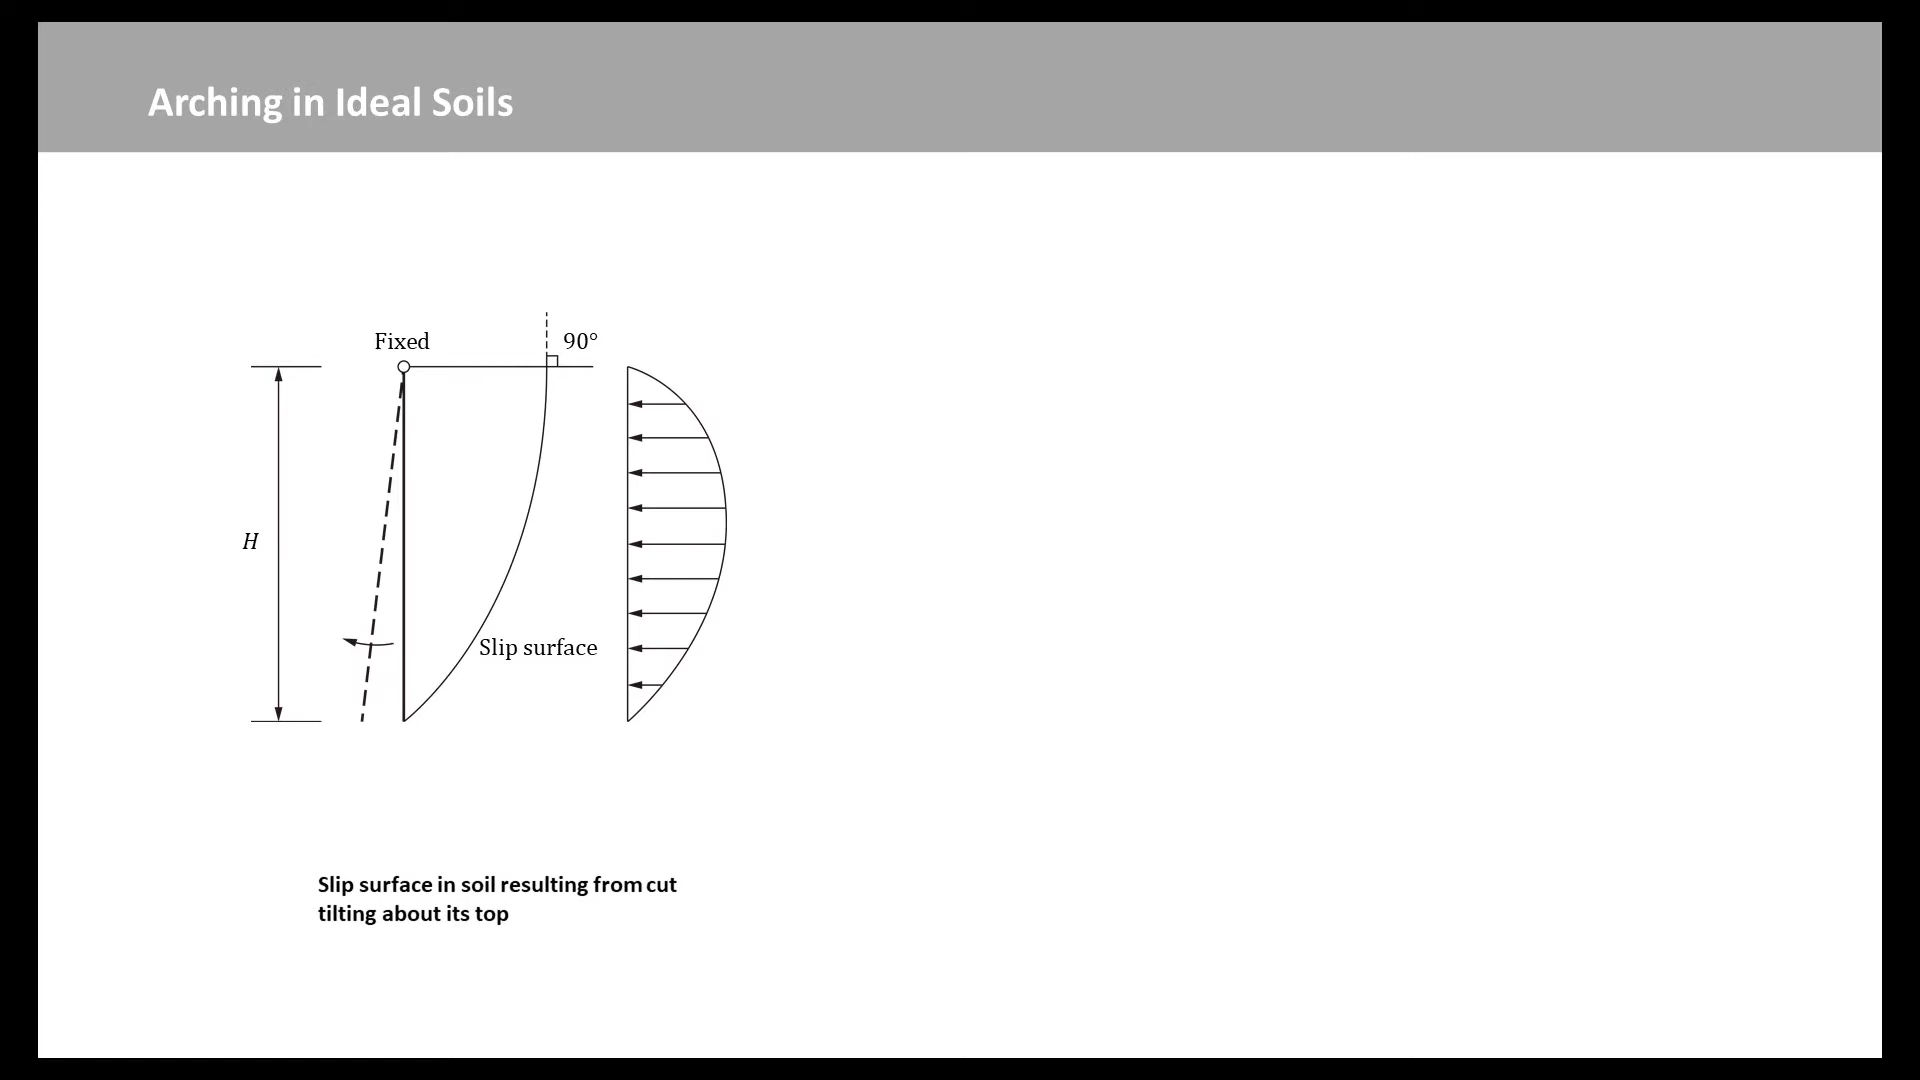 Arching in Ideal Soils
Fixed
90°
H
Slip surface
Slip surface in soil resulting from cut
tilting about its top